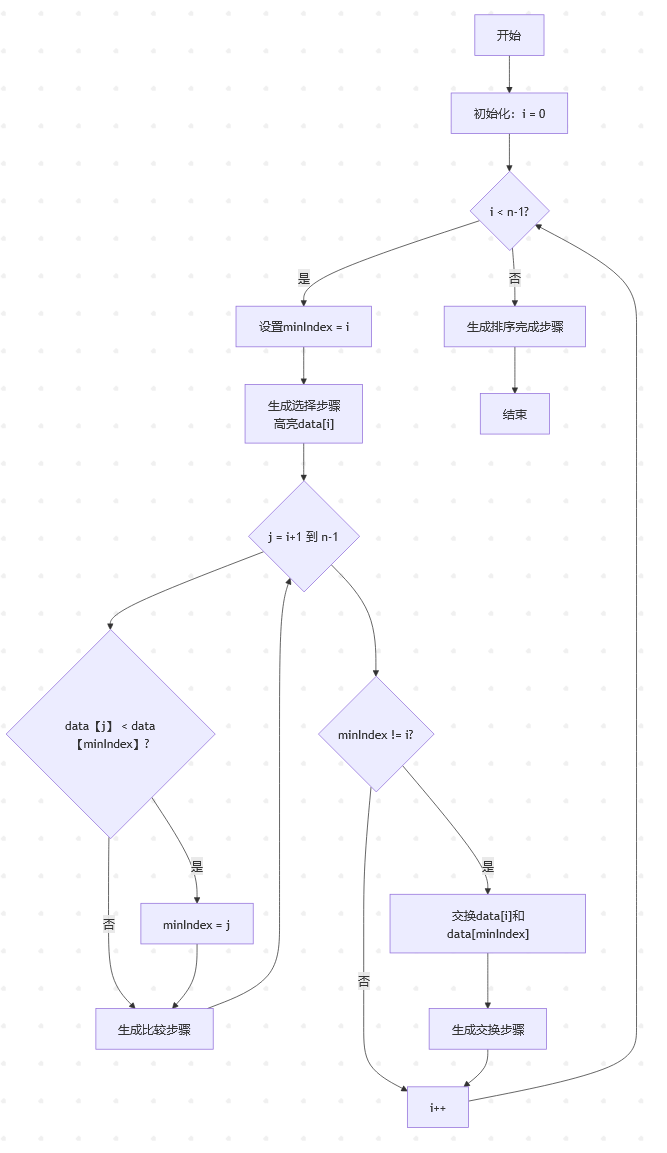 开始
初始化：i = 0
i < n-1?
是
否
设置minIndex = i
生成排序完成步骤
生成选择步骤
高亮data[i]
结束
j = i+1 到 n-1
data【j】 < data
【minIndex】?
minIndex != i?
是
是
否
minIndex = j
交换data[i]和
data[minIndex]
否
生成比较步骤
生成交换步骤
i++